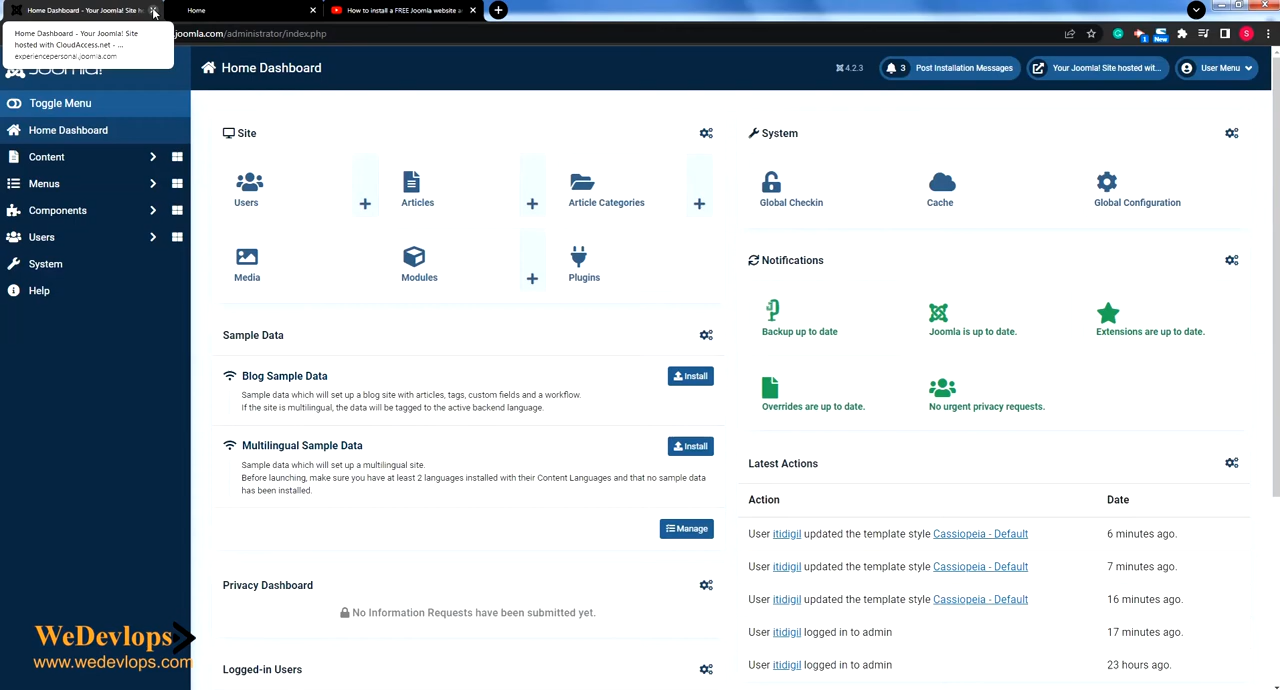 Home Dashboard - Your Joomla! Site h
Home
How to install a FREE Joomla website a
Home Dashboard - Your Joomla! Site
hosted with CloudAccess.net - ...
experiencepersonal.joomla.com
joomla.com/administrator/index.php
New
S
Joomla!
Home Dashboard
4.2.3
3
Post Installation Messages
Your Joomla! Site hosted wit...
User Menu
Toggle Menu
Home Dashboard
Content
Menus
Components
Users
System
Help
Site
Users
Articles
Article Categories
Media
Modules
Plugins
Sample Data
Blog Sample Data
Install
Sample data which will set up a blog site with articles, tags, custom fields and a workflow.
If the site is multilingual, the data will be tagged to the active backend language.
Multilingual Sample Data
Install
Sample data which will set up a multilingual site.
Before launching, make sure you have at least 2 languages installed with their Content Languages and that no sample data
has been installed.
Manage
Privacy Dashboard
No Information Requests have been submitted yet.
Logged-in Users
System
Global Checkin
Cache
Global Configuration
Notifications
Backup up to date
Joomla is up to date.
Extensions are up to date.
Overrides are up to date.
No urgent privacy requests.
Latest Actions
Action Date
User itidigil updated the template style Cassiopeia - Default 6 minutes ago.
User itidigil updated the template style Cassiopeia - Default 7 minutes ago.
User itidigil updated the template style Cassiopeia - Default 16 minutes ago.
User itidigil logged in to admin 17 minutes ago.
User itidigil logged in to admin 23 hours ago.
WeDevlops
www.wedevlops.com